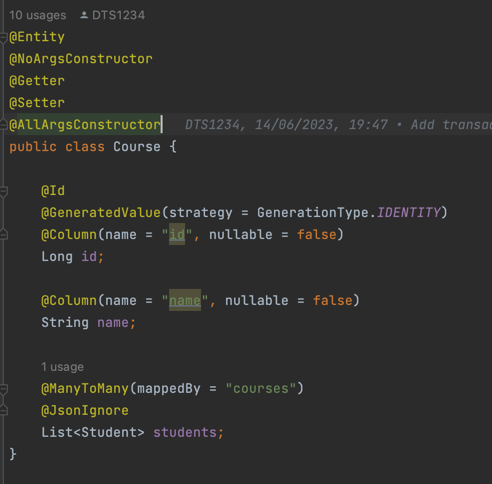 10 usages DTS1234
@Entity
@NoArgsConstructor
@Getter
@Setter
@AllArgsConstructor DTS1234, 14/06/2023, 19:47 • Add transa
public class Course {
@Id
@GeneratedValue(strategy = GenerationType.IDENTITY)
@Column(name = "id", nullable = false)
Long id;
@Column(name = "name", nullable = false)
String name;
1 usage
@ManyToMany(mappedBy = "courses")
@JsonIgnore
List<Student> students;
}